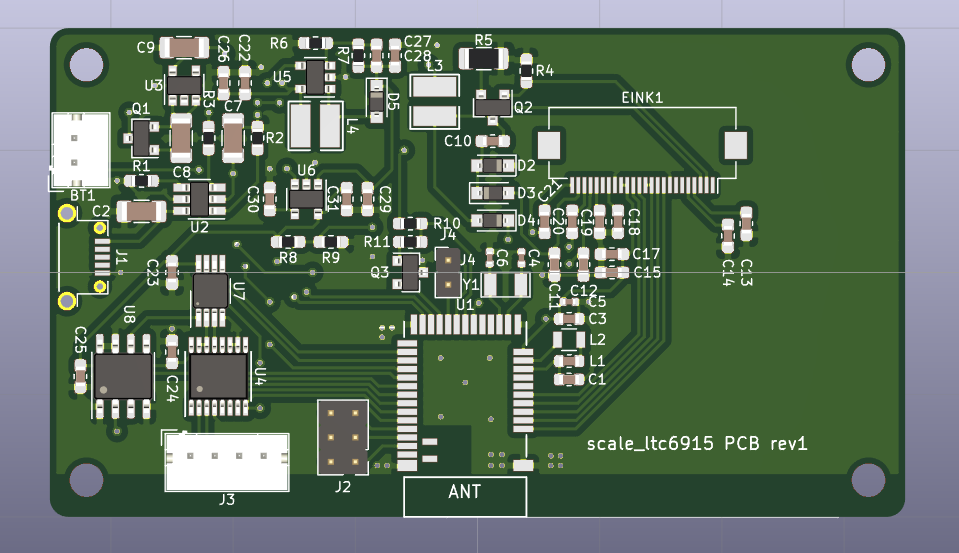 C9
C26
C22
R6
R7
C27
C28
L3
R5
R4
U3
R3
U5
D5
EINK1
Q1
C7
Q2
R2
L4
C10
R1
C8
U6
D2
BT1
C30
C31
C29
D3
C21
C2
U2
R10
D4
C20
C19
C18
R11
J4
R8
R9
J1
C23
Q3
J4
C6
C4
C17
C15
C14
C13
U7
Y1
C11
C12
U1
C5
U8
C3
C25
L2
L1
C24
U4
C1
scale_ltc6915 PCB rev1
J2
ANT
J3